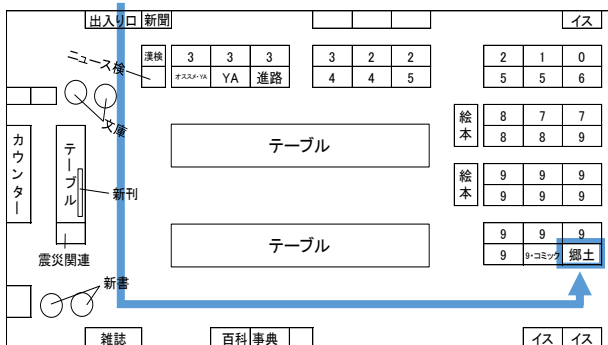 出入り口 新聞 イス
ニュース検 漢検 3 3 3 3 2 2 2 1 0
オススメ・YA YA 進路 4 4 5 5 5 6
文庫
カウンター テーブル 新刊
震災関連
新書
テーブル
テーブル
絵本 8 7 7
8 8 9
絵本 9 9 9
9 9 9
9 9 9
9 9・コミック 郷土
雑誌 百科事典 イス イス